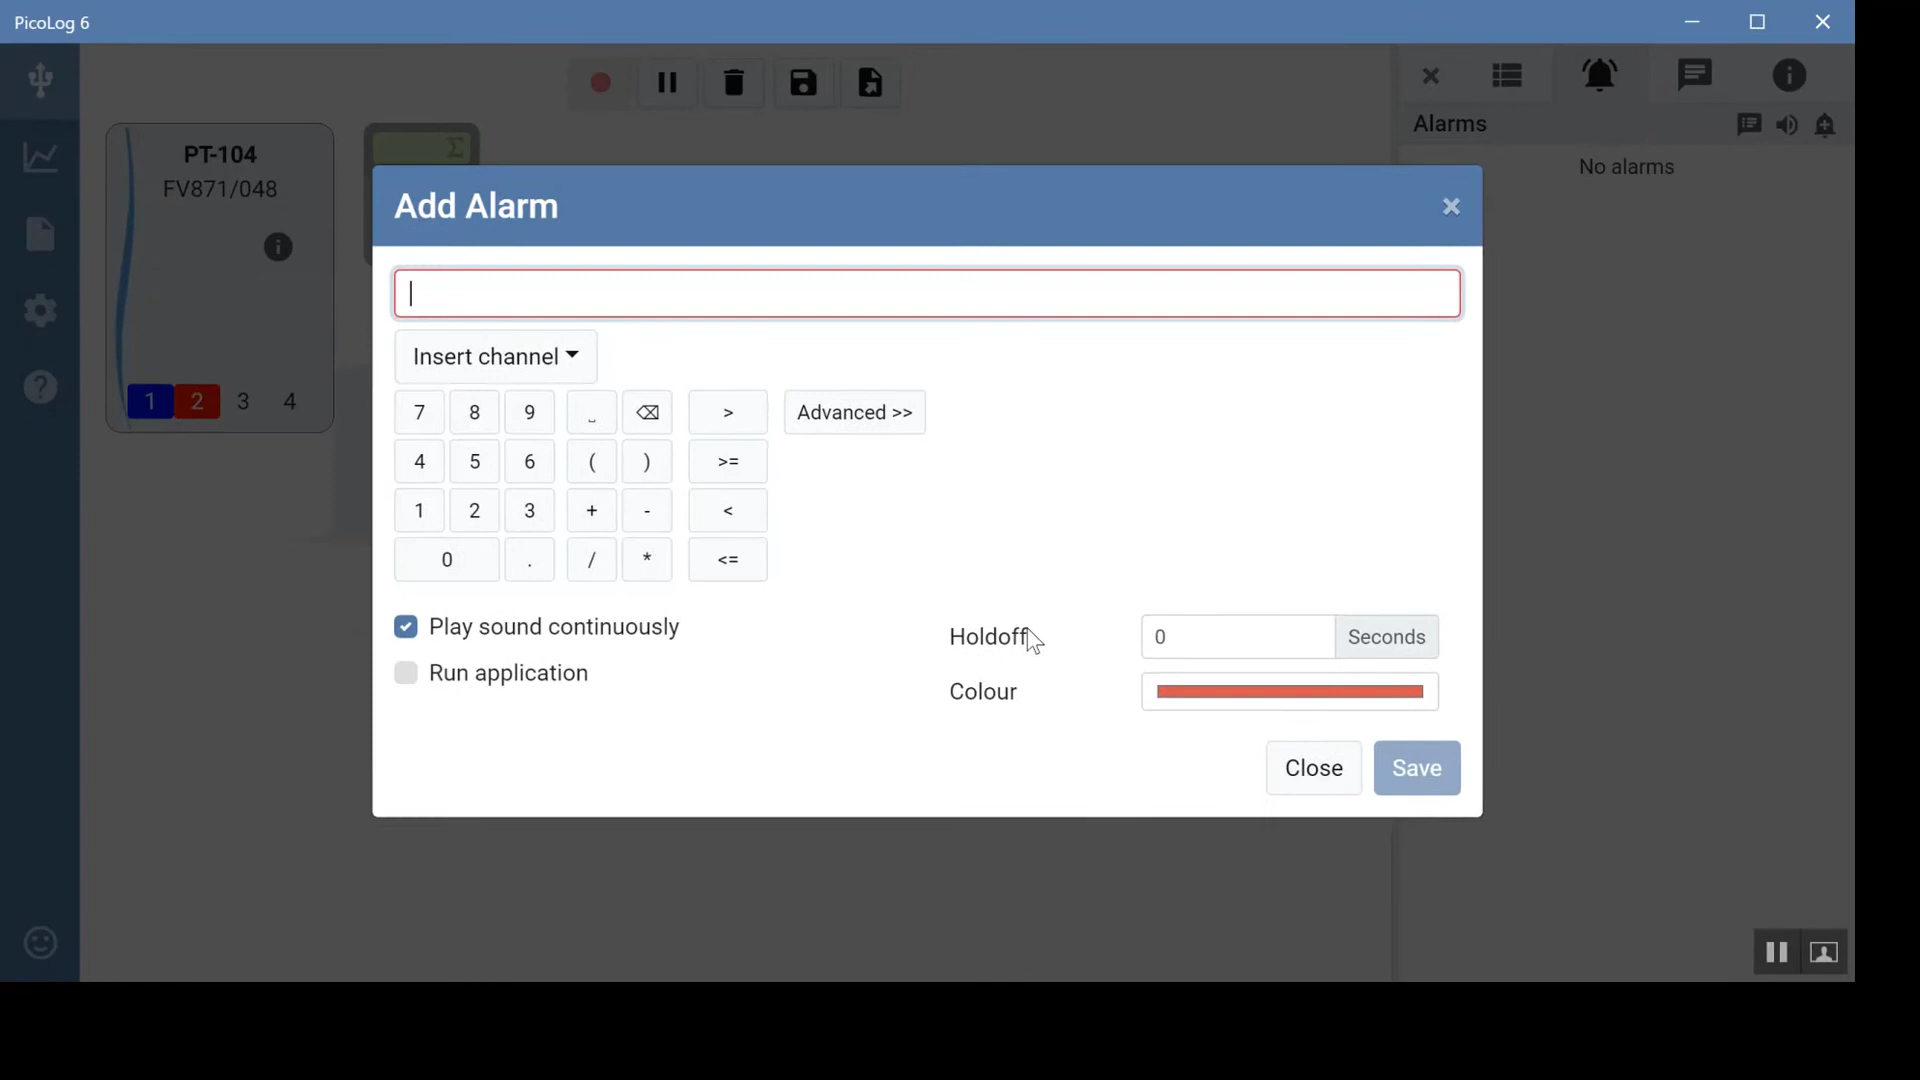 PicoLog 6
PT-104
FV871/048
1 2 3 4
Σ
Alarms
No alarms
Add Alarm
Insert channel
7 8 9 ⌫ > Advanced >>
4 5 6 ( ) >=
1 2 3 + - <
0 . / * <=
Play sound continuously
Run application
Holdoff 0 Seconds
Colour
Close Save